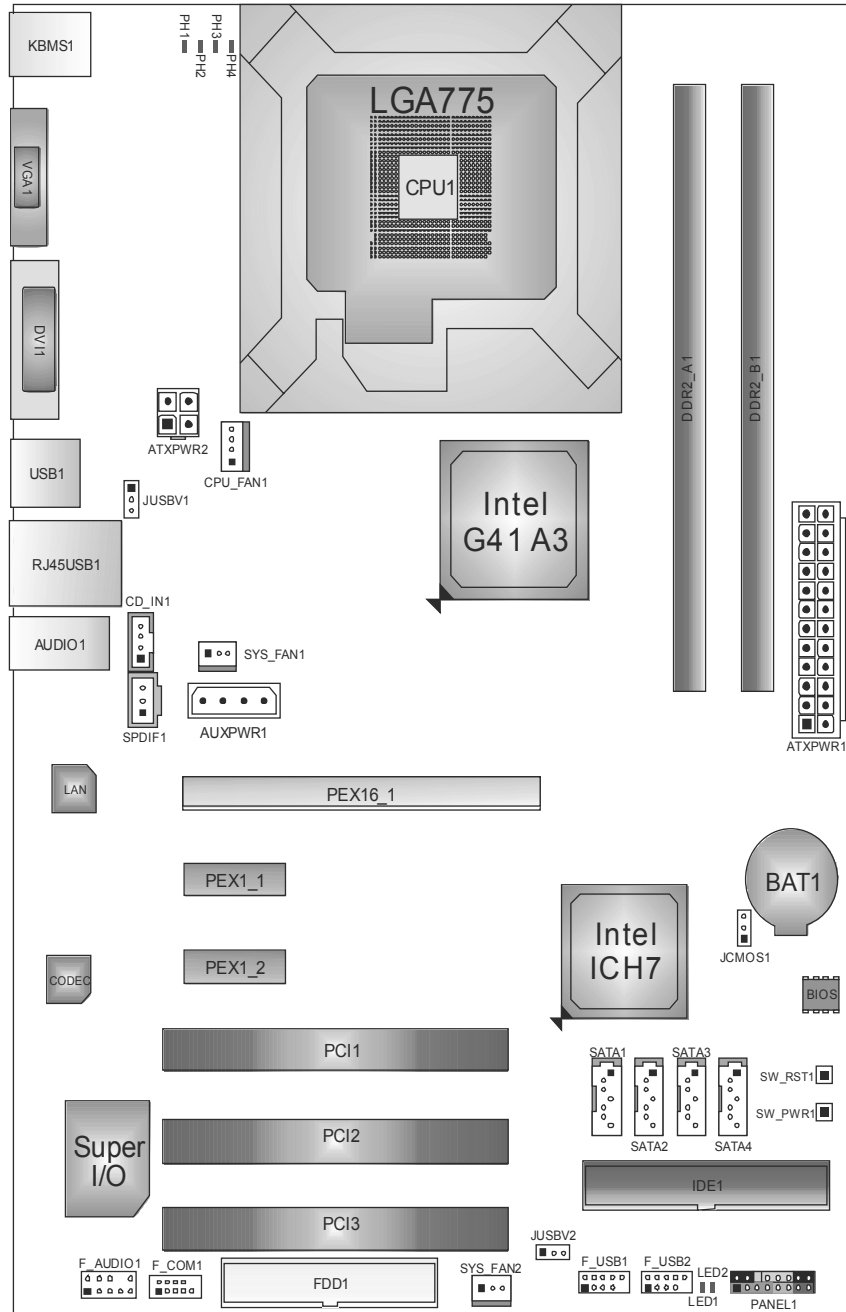 KBMS1
PH1
PH2
PH3
PH4
LGA775
CPU1
VGA1
DVI1
DDR2_A1
DDR2_B1
ATXPWR2
CPU_FAN1
USB1
JUSBV1
Intel
G41 A3
RJ45USB1
CD_IN1
AUDIO1
SYS_FAN1
SPDIF1
AUXPWR1
ATXPWR1
LAN
PEX16_1
PEX1_1
BAT1
Intel
ICH7
JCMOS1
PEX1_2
CODEC
BIOS
PCI1
SATA1
SATA3
SW_RST1
SW_PWR1
SATA2
SATA4
Super
I/O
PCI2
IDE1
PCI3
JUSBV2
F_AUDIO1
F_COM1
FDD1
SYS_FAN2
F_USB1
F_USB2
LED2
LED1
PANEL1